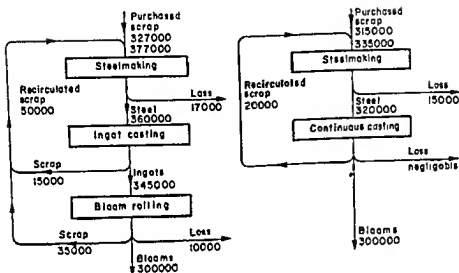 Purchased
scrap
327000
377000
Steelmaking
Recirculated
scrap
50000
Loss
17000
Steel
360000
Ingot casting
Scrap
15000
Ingots
345000
Bloom rolling
Scrap
35000
Loss
10000
Blooms
300000
Purchased
scrap
315000
335000
Steelmaking
Recirculated
scrap
20000
Loss
15000
Steel
320000
Continuous casting
Loss
negligible
Blooms
300000